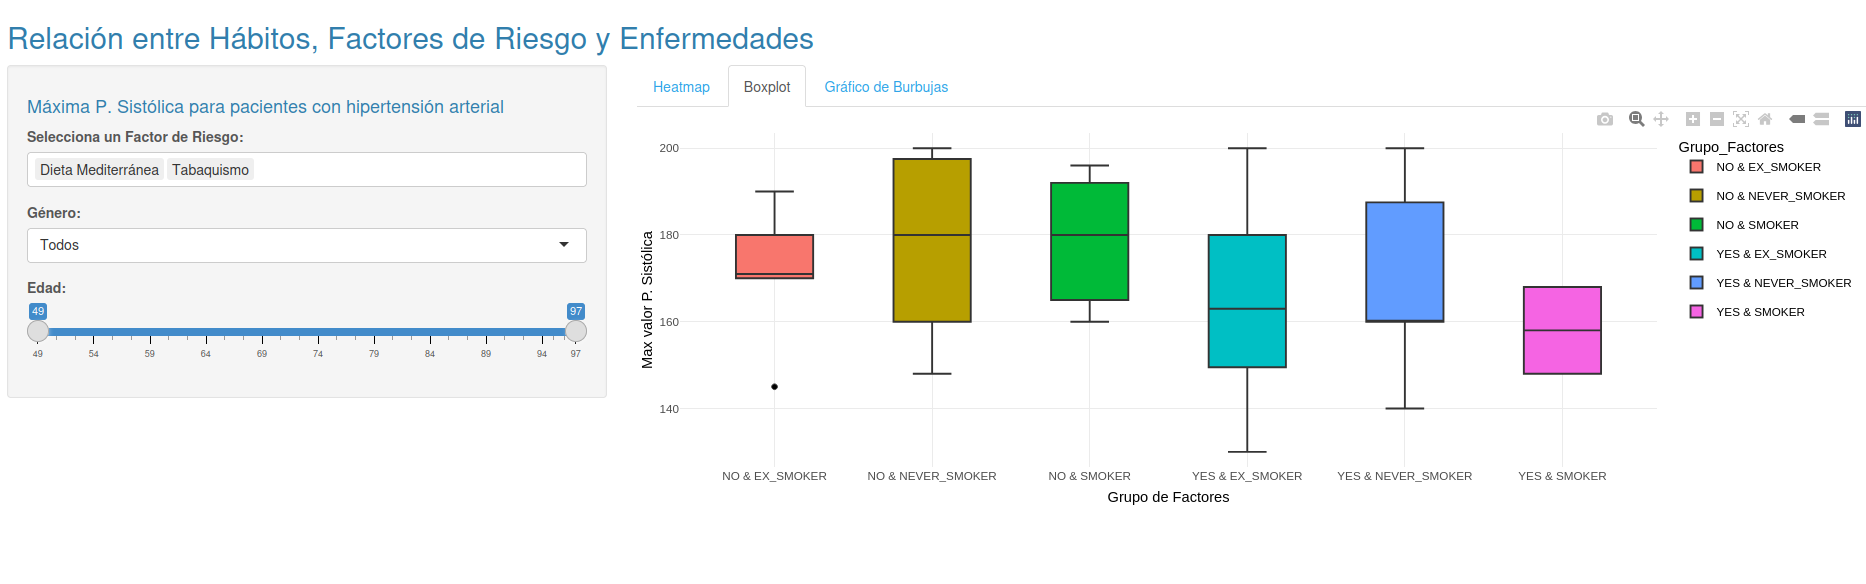 Relación entre Hábitos, Factores de Riesgo y Enfermedades
Máxima P. Sistólica para pacientes con hipertensión arterial
Selecciona un Factor de Riesgo:
Dieta Mediterránea Tabaquismo
Género:
Todos
Edad:
49 97
49 54 59 64 69 74 79 84 89 94 97
Heatmap Boxplot Gráfico de Burbujas
Max valor P. Sistólica
200
180
160
140
NO & EX_SMOKER NO & NEVER_SMOKER NO & SMOKER YES & EX_SMOKER YES & NEVER_SMOKER YES & SMOKER
Grupo de Factores
Grupo_Factores
NO & EX_SMOKER
NO & NEVER_SMOKER
NO & SMOKER
YES & EX_SMOKER
YES & NEVER_SMOKER
YES & SMOKER